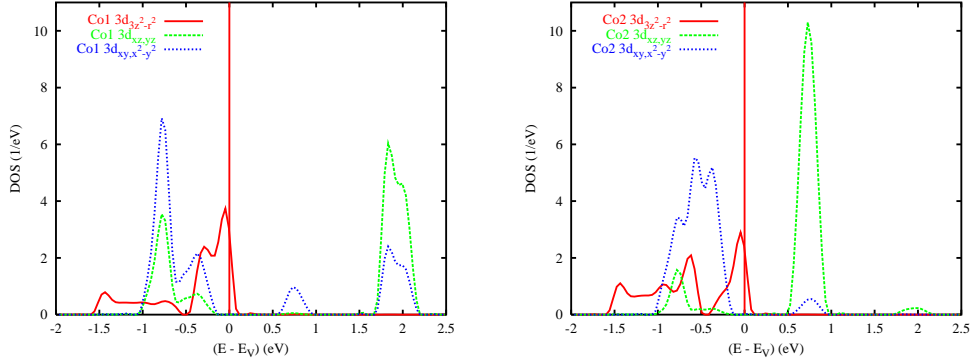 Co1 3d3z²-r²
Co1 3dxz,yz
Co1 3dxy,x²-y²
DOS (1/eV)
10
8
6
4
2
0
-2 -1.5 -1 -0.5 0 0.5 1 1.5 2 2.5
(E - EV) (eV)
Co2 3d3z²-r²
Co2 3dxz,yz
Co2 3dxy,x²-y²
DOS (1/eV)
10
8
6
4
2
0
-2 -1.5 -1 -0.5 0 0.5 1 1.5 2 2.5
(E - EV) (eV)